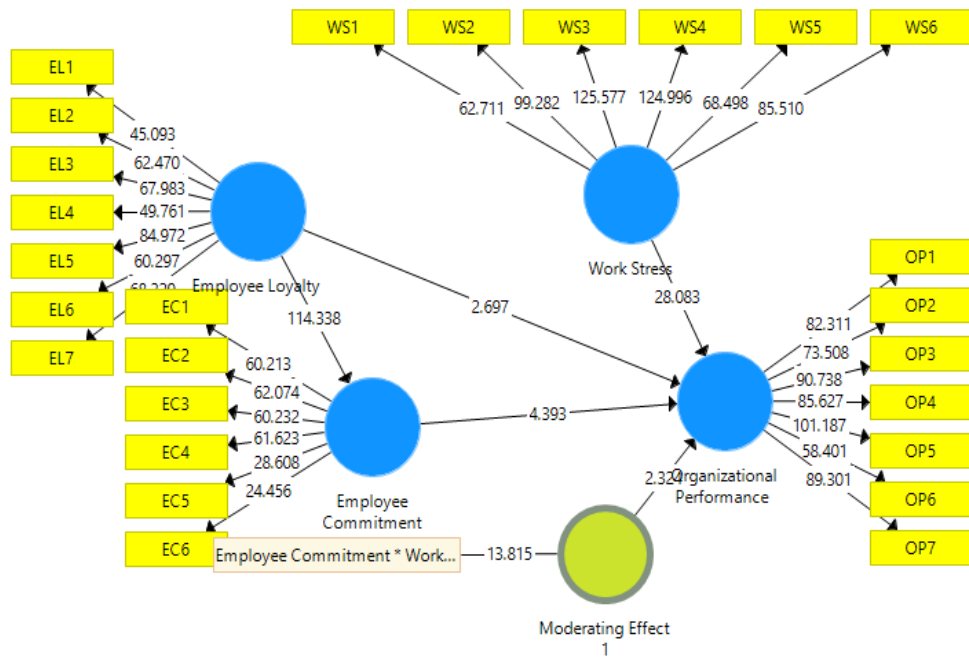 WS1
WS2
WS3
WS4
WS5
WS6
62.711
99.282
125.577
124.996
68.498
85.510
Work Stress
28.083
EL1
EL2
EL3
EL4
EL5
EL6
EL7
45.093
62.470
67.983
49.761
84.972
60.297
Employee Loyalty
114.338
2.697
EC1
EC2
EC3
EC4
EC5
EC6
60.213
62.074
60.232
61.623
28.608
24.456
Employee
Commitment
4.393
OP1
OP2
OP3
OP4
OP5
OP6
OP7
82.311
73.508
90.738
85.627
101.187
58.401
89.301
Organizational
Performance
Employee Commitment * Work...
13.815
Moderating Effect
1